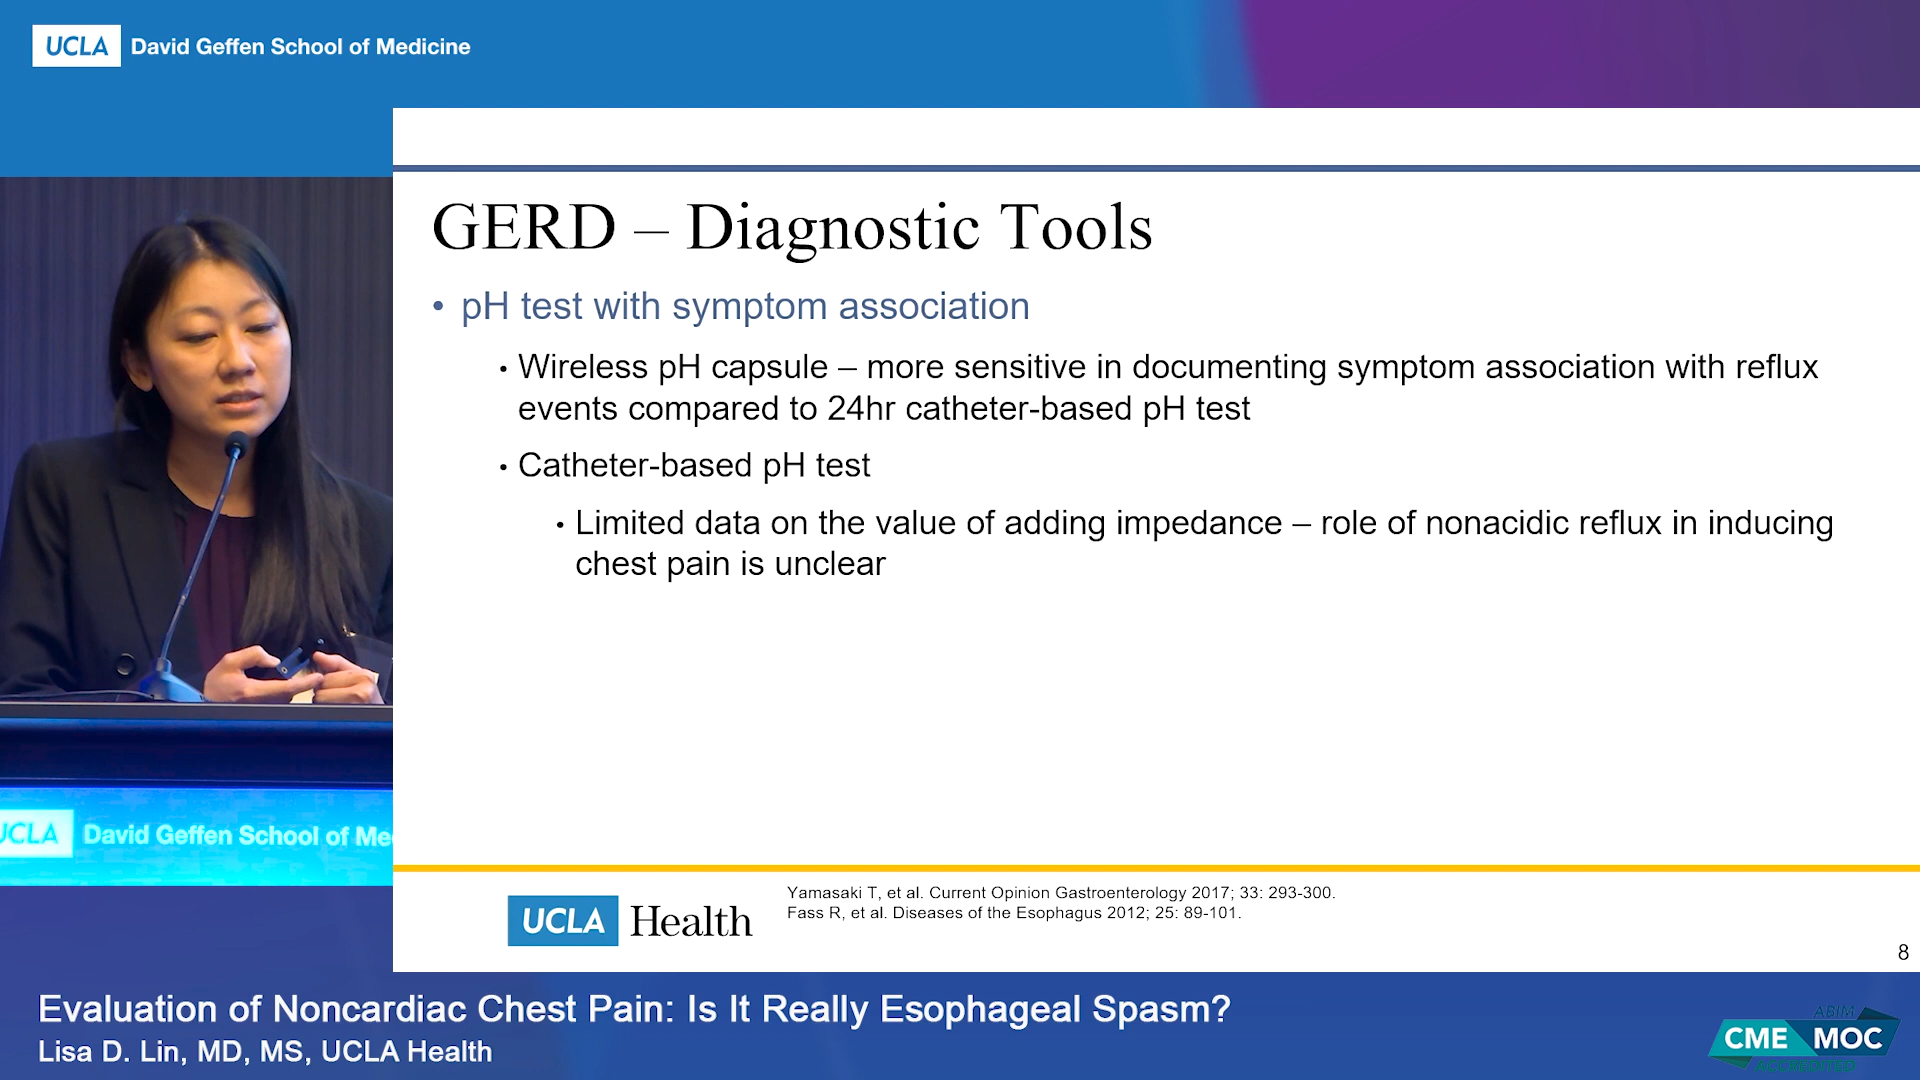 UCLA David Geffen School of Medicine
GERD – Diagnostic Tools
• pH test with symptom association
• Wireless pH capsule – more sensitive in documenting symptom association with reflux
events compared to 24hr catheter-based pH test
• Catheter-based pH test
• Limited data on the value of adding impedance – role of nonacidic reflux in inducing
chest pain is unclear
UCLA David Geffen School of Me
UCLA Health
Yamasaki T, et al. Current Opinion Gastroenterology 2017; 33: 293-300.
Fass R, et al. Diseases of the Esophagus 2012; 25: 89-101.
8
Evaluation of Noncardiac Chest Pain: Is It Really Esophageal Spasm?
Lisa D. Lin, MD, MS, UCLA Health
ABIM
CME MOC
ACCREDITED